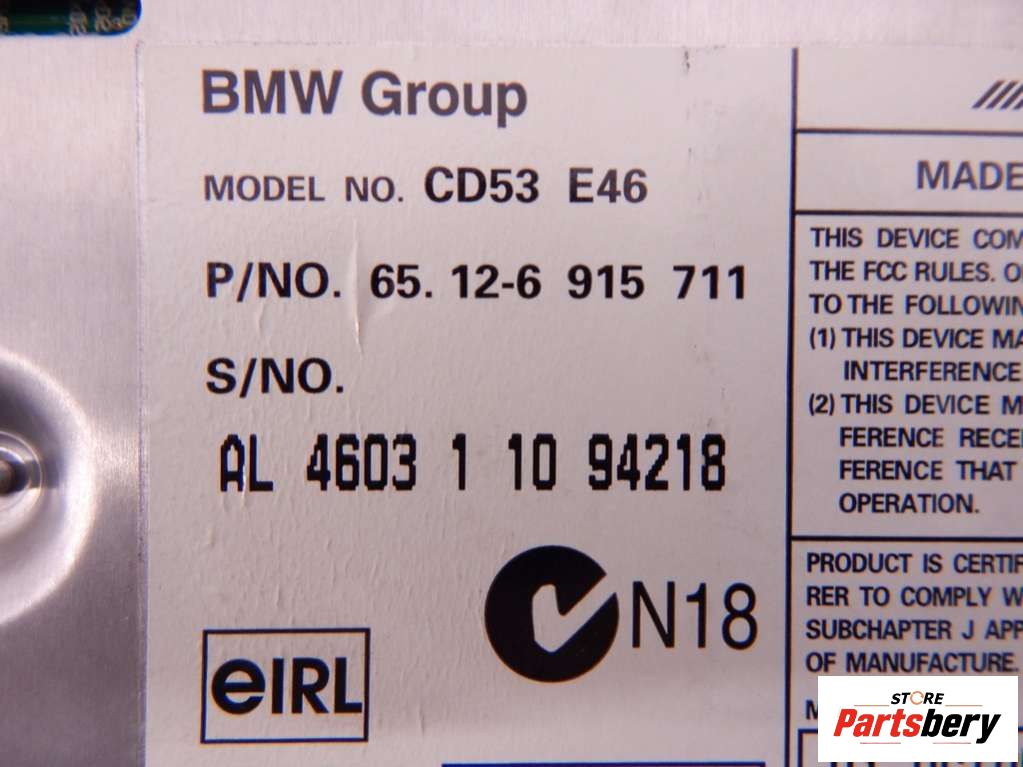 BMW Group
MODEL NO. CD53 E46
P/NO. 65. 12-6 915 711
S/NO.
AL 4603 1 10 94218
N18
eIRL
MADE
THIS DEVICE COM
THE FCC RULES. O
TO THE FOLLOWIN
(1) THIS DEVICE MA
INTERFERENCE
(2) THIS DEVICE M
FERENCE RECE
FERENCE THAT
OPERATION.
PRODUCT IS CERTIF
RER TO COMPLY W
SUBCHAPTER J APP
OF MANUFACTURE.
STORE
Partsbery